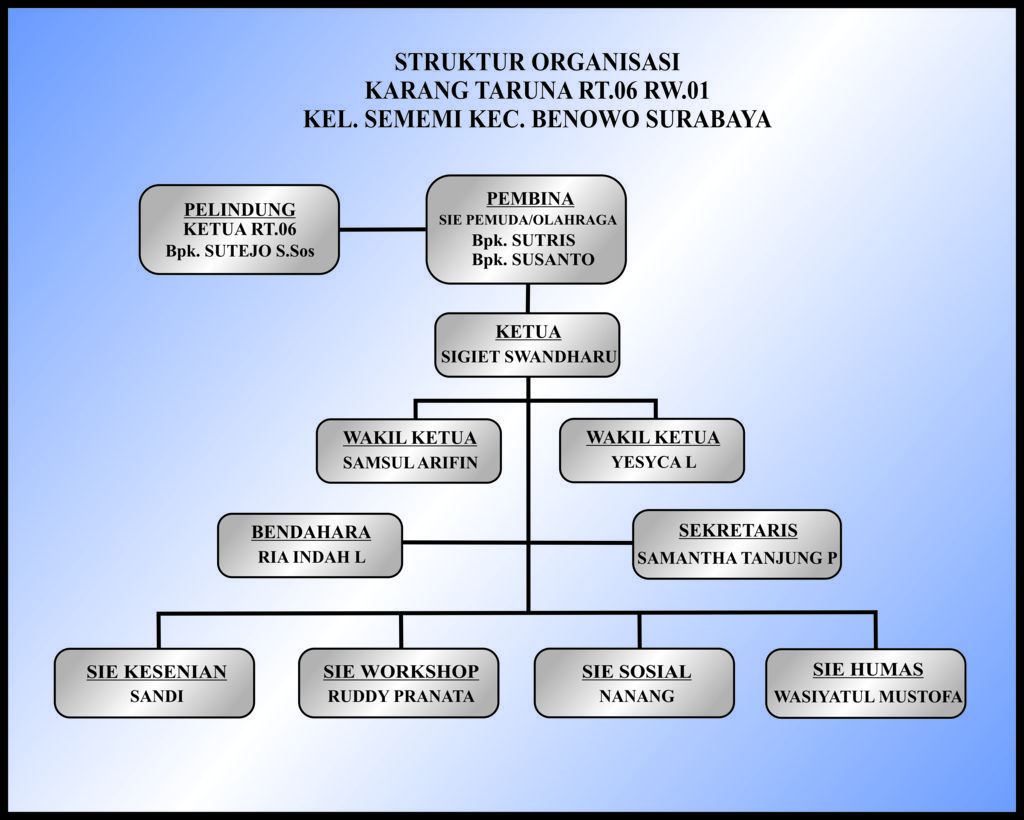 STRUKTUR ORGANISASI
KARANG TARUNA RT.06 RW.01
KEL. SEMEMI KEC. BENOWO SURABAYA
PELINDUNG
KETUA RT.06
Bpk. SUTEJO S.Sos
PEMBINA
SIE PEMUDA/OLAHRAGA
Bpk. SUTRIS
Bpk. SUSANTO
KETUA
SIGIET SWANDHARU
WAKIL KETUA
SAMSUL ARIFIN
WAKIL KETUA
YESYCA L
BENDAHARA
RIA INDAH L
SEKRETARIS
SAMANTHA TANJUNG P
SIE KESENIAN
SANDI
SIE WORKSHOP
RUDDY PRANATA
SIE SOSIAL
NANANG
SIE HUMAS
WASIYATUL MUSTOFA